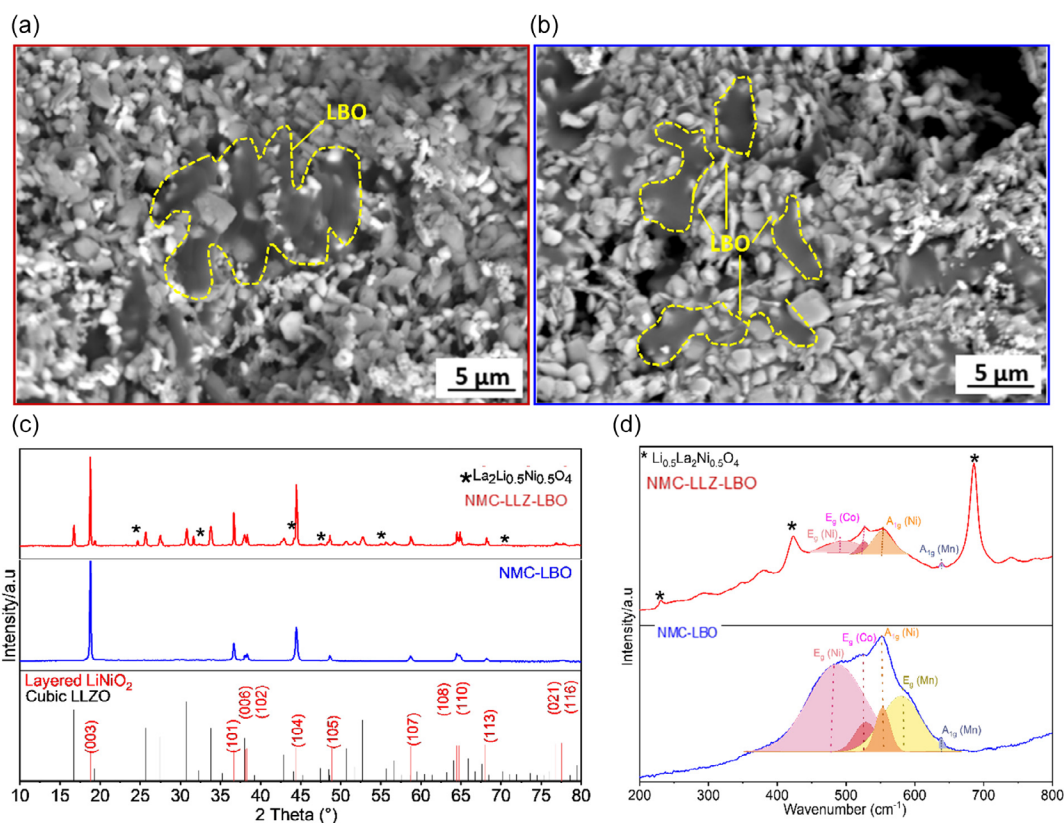 (a)
(b)
LBO
LBO
5 µm
5 µm
(c)
(d)
*La2Li0.5Ni0.5O4
NMC-LLZ-LBO
*
*
*
*
*
*
NMC-LBO
Layered LiNiO2
Cubic LLZO
(003)
(101)
(006)
(102)
(104)
(105)
(107)
(108)
(110)
(113)
(021)
(116)
Intensity/a.u
10 15 20 25 30 35 40 45 50 55 60 65 70 75 80
2 Theta (°)
* Li0.5La2Ni0.5O4
NMC-LLZ-LBO
*
*
*
Eg (Co)
Eg (Ni)
A1g (Ni)
A1g (Mn)
NMC-LBO
A1g (Ni)
Eg (Co)
Eg (Ni)
Eg (Mn)
A1g (Mn)
Intensity/a.u
200 300 400 500 600 700 800
Wavenumber (cm-1)